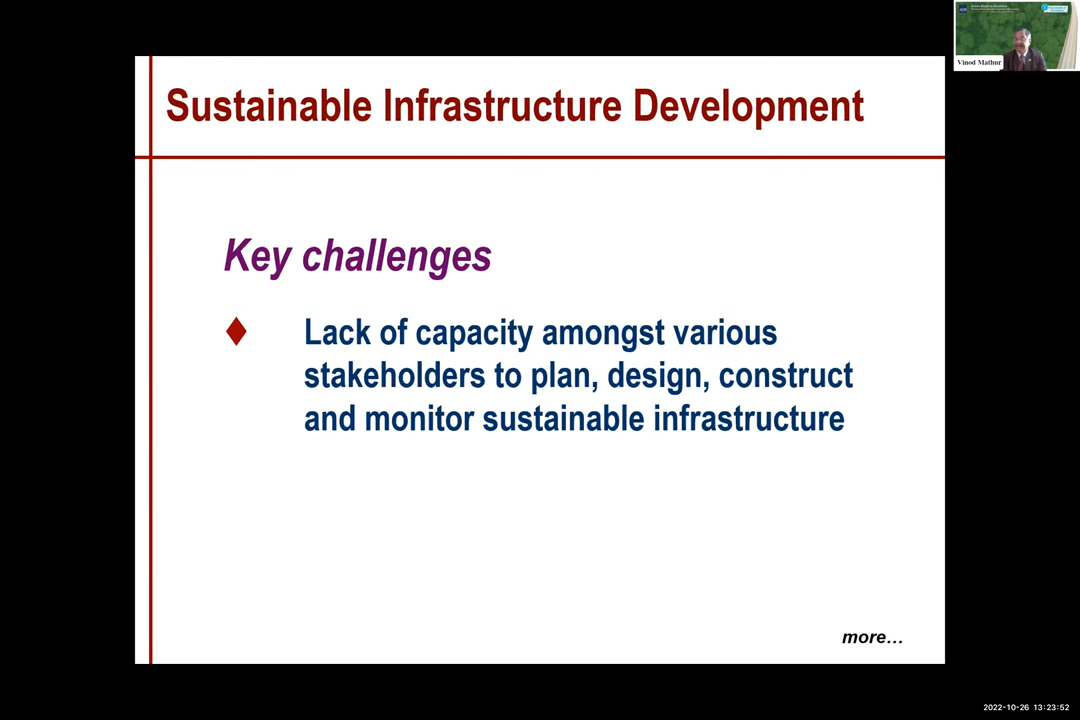 Vinod Mathur
Sustainable Infrastructure Development
Key challenges
Lack of capacity amongst various
stakeholders to plan, design, construct
and monitor sustainable infrastructure
more…
2022-10-26 13:23:52